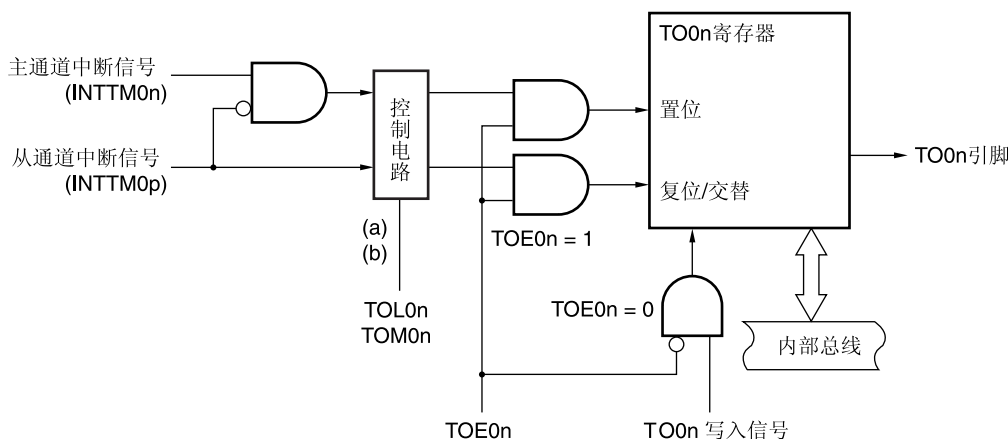 TO0n寄存器
主通道中断信号
(INTTM0n)
控制电路
置位
从通道中断信号
(INTTM0p)
TO0n引脚
复位/交替
(a)
(b)
TOE0n = 1
TOL0n
TOM0n
TOE0n = 0
内部总线
TOE0n
TO0n 写入信号